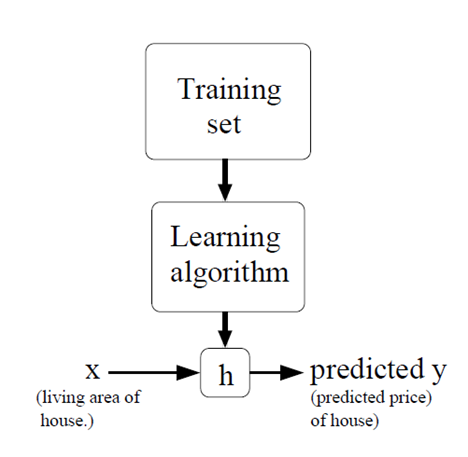 Training
set
Learning
algorithm
x
h
predicted y
(living area of
house.)
(predicted price)
of house)